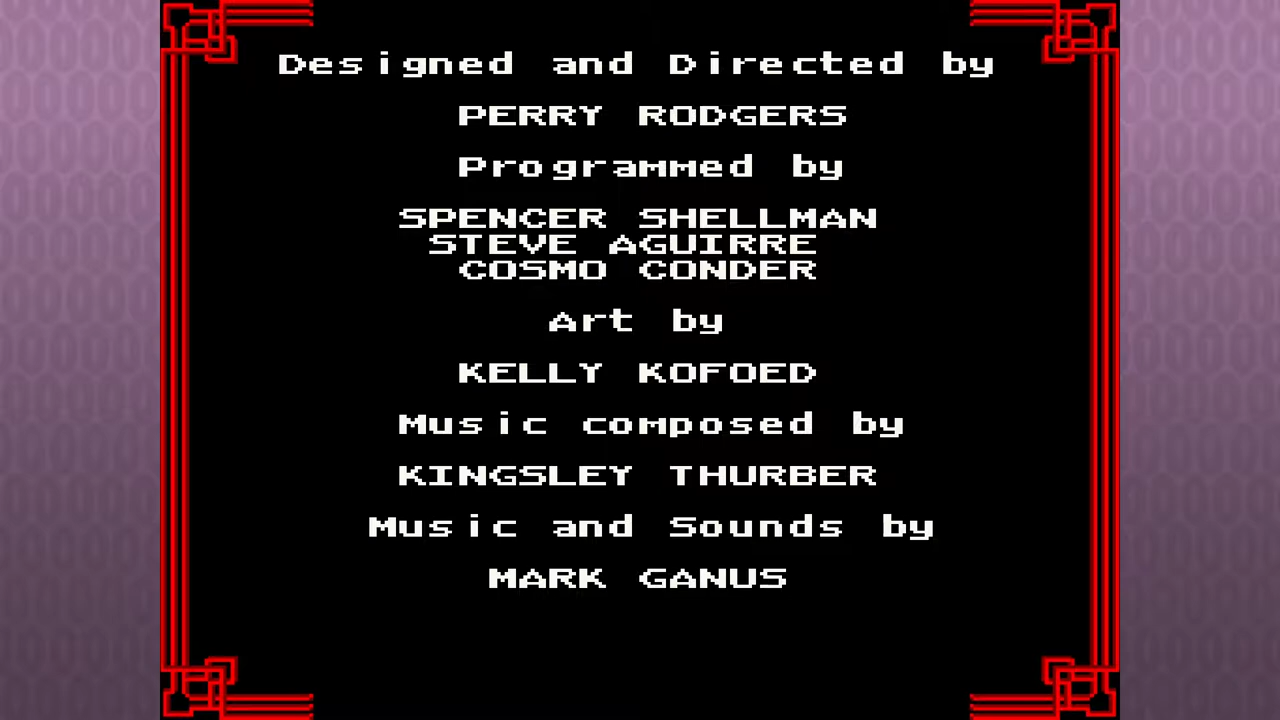 Designed and Directed by
PERRY RODGERS
Programmed by
SPENCER SHELLMAN
STEVE AGUIRRE
COSMO CONDER
Art by
KELLY KOFOED
Music composed by
KINGSLEY THURBER
Music and Sounds by
MARK GANUS